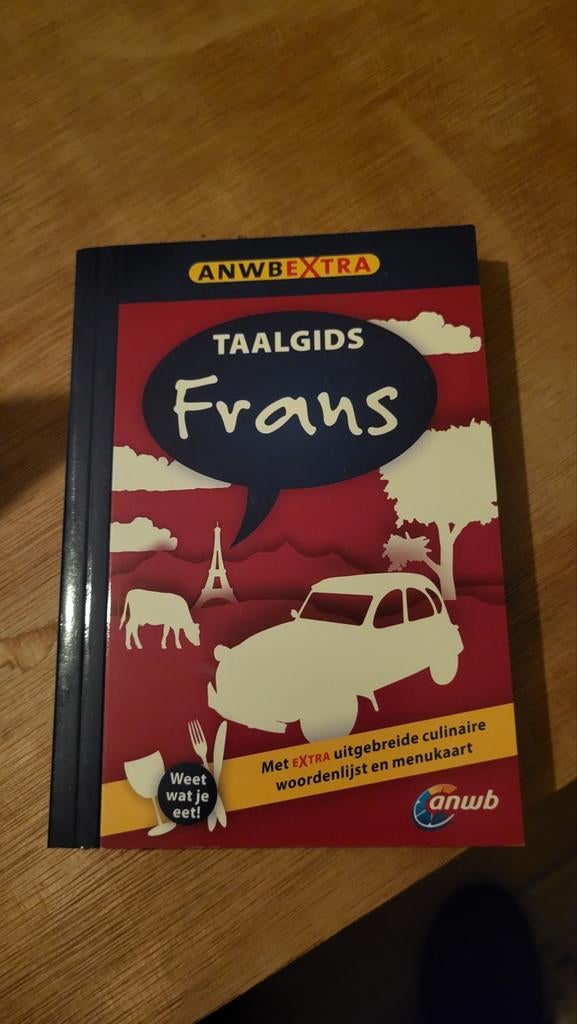 ANWBEXTRA
TAALGIDS
Frans
Met EXTRA uitgebreide culinaire
woordenlijst en menukaart
Weet
wat je
eet!
anwb